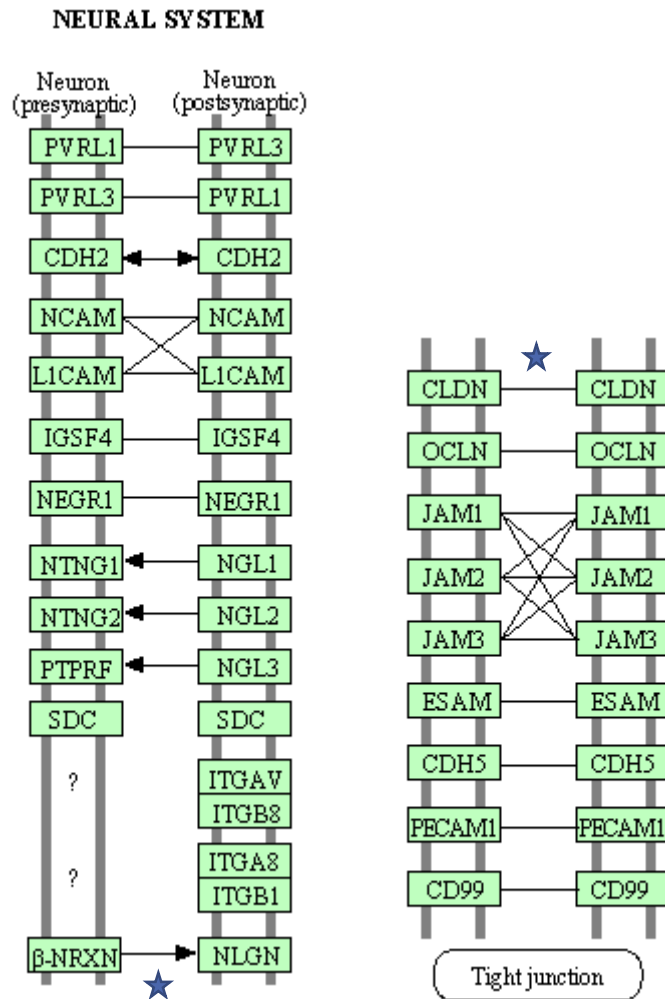 NEURAL SYSTEM
Neuron
(presynaptic)
Neuron
(postsynaptic)
PVRL1 PVRL3
PVRL3 PVRL1
CDH2 CDH2
NCAM NCAM
L1CAM L1CAM
IGSF4 IGSF4
NEGR1 NEGR1
NTNG1 NGL1
NTNG2 NGL2
PTPRF NGL3
SDC SDC
? ITGAV
ITGB8
? ITGA8
ITGB1
β-NRXN NLGN
CLDN CLDN
OCLN OCLN
JAM1 JAM1
JAM2 JAM2
JAM3 JAM3
ESAM ESAM
CDH5 CDH5
PECAM1 PECAM1
CD99 CD99
Tight junction